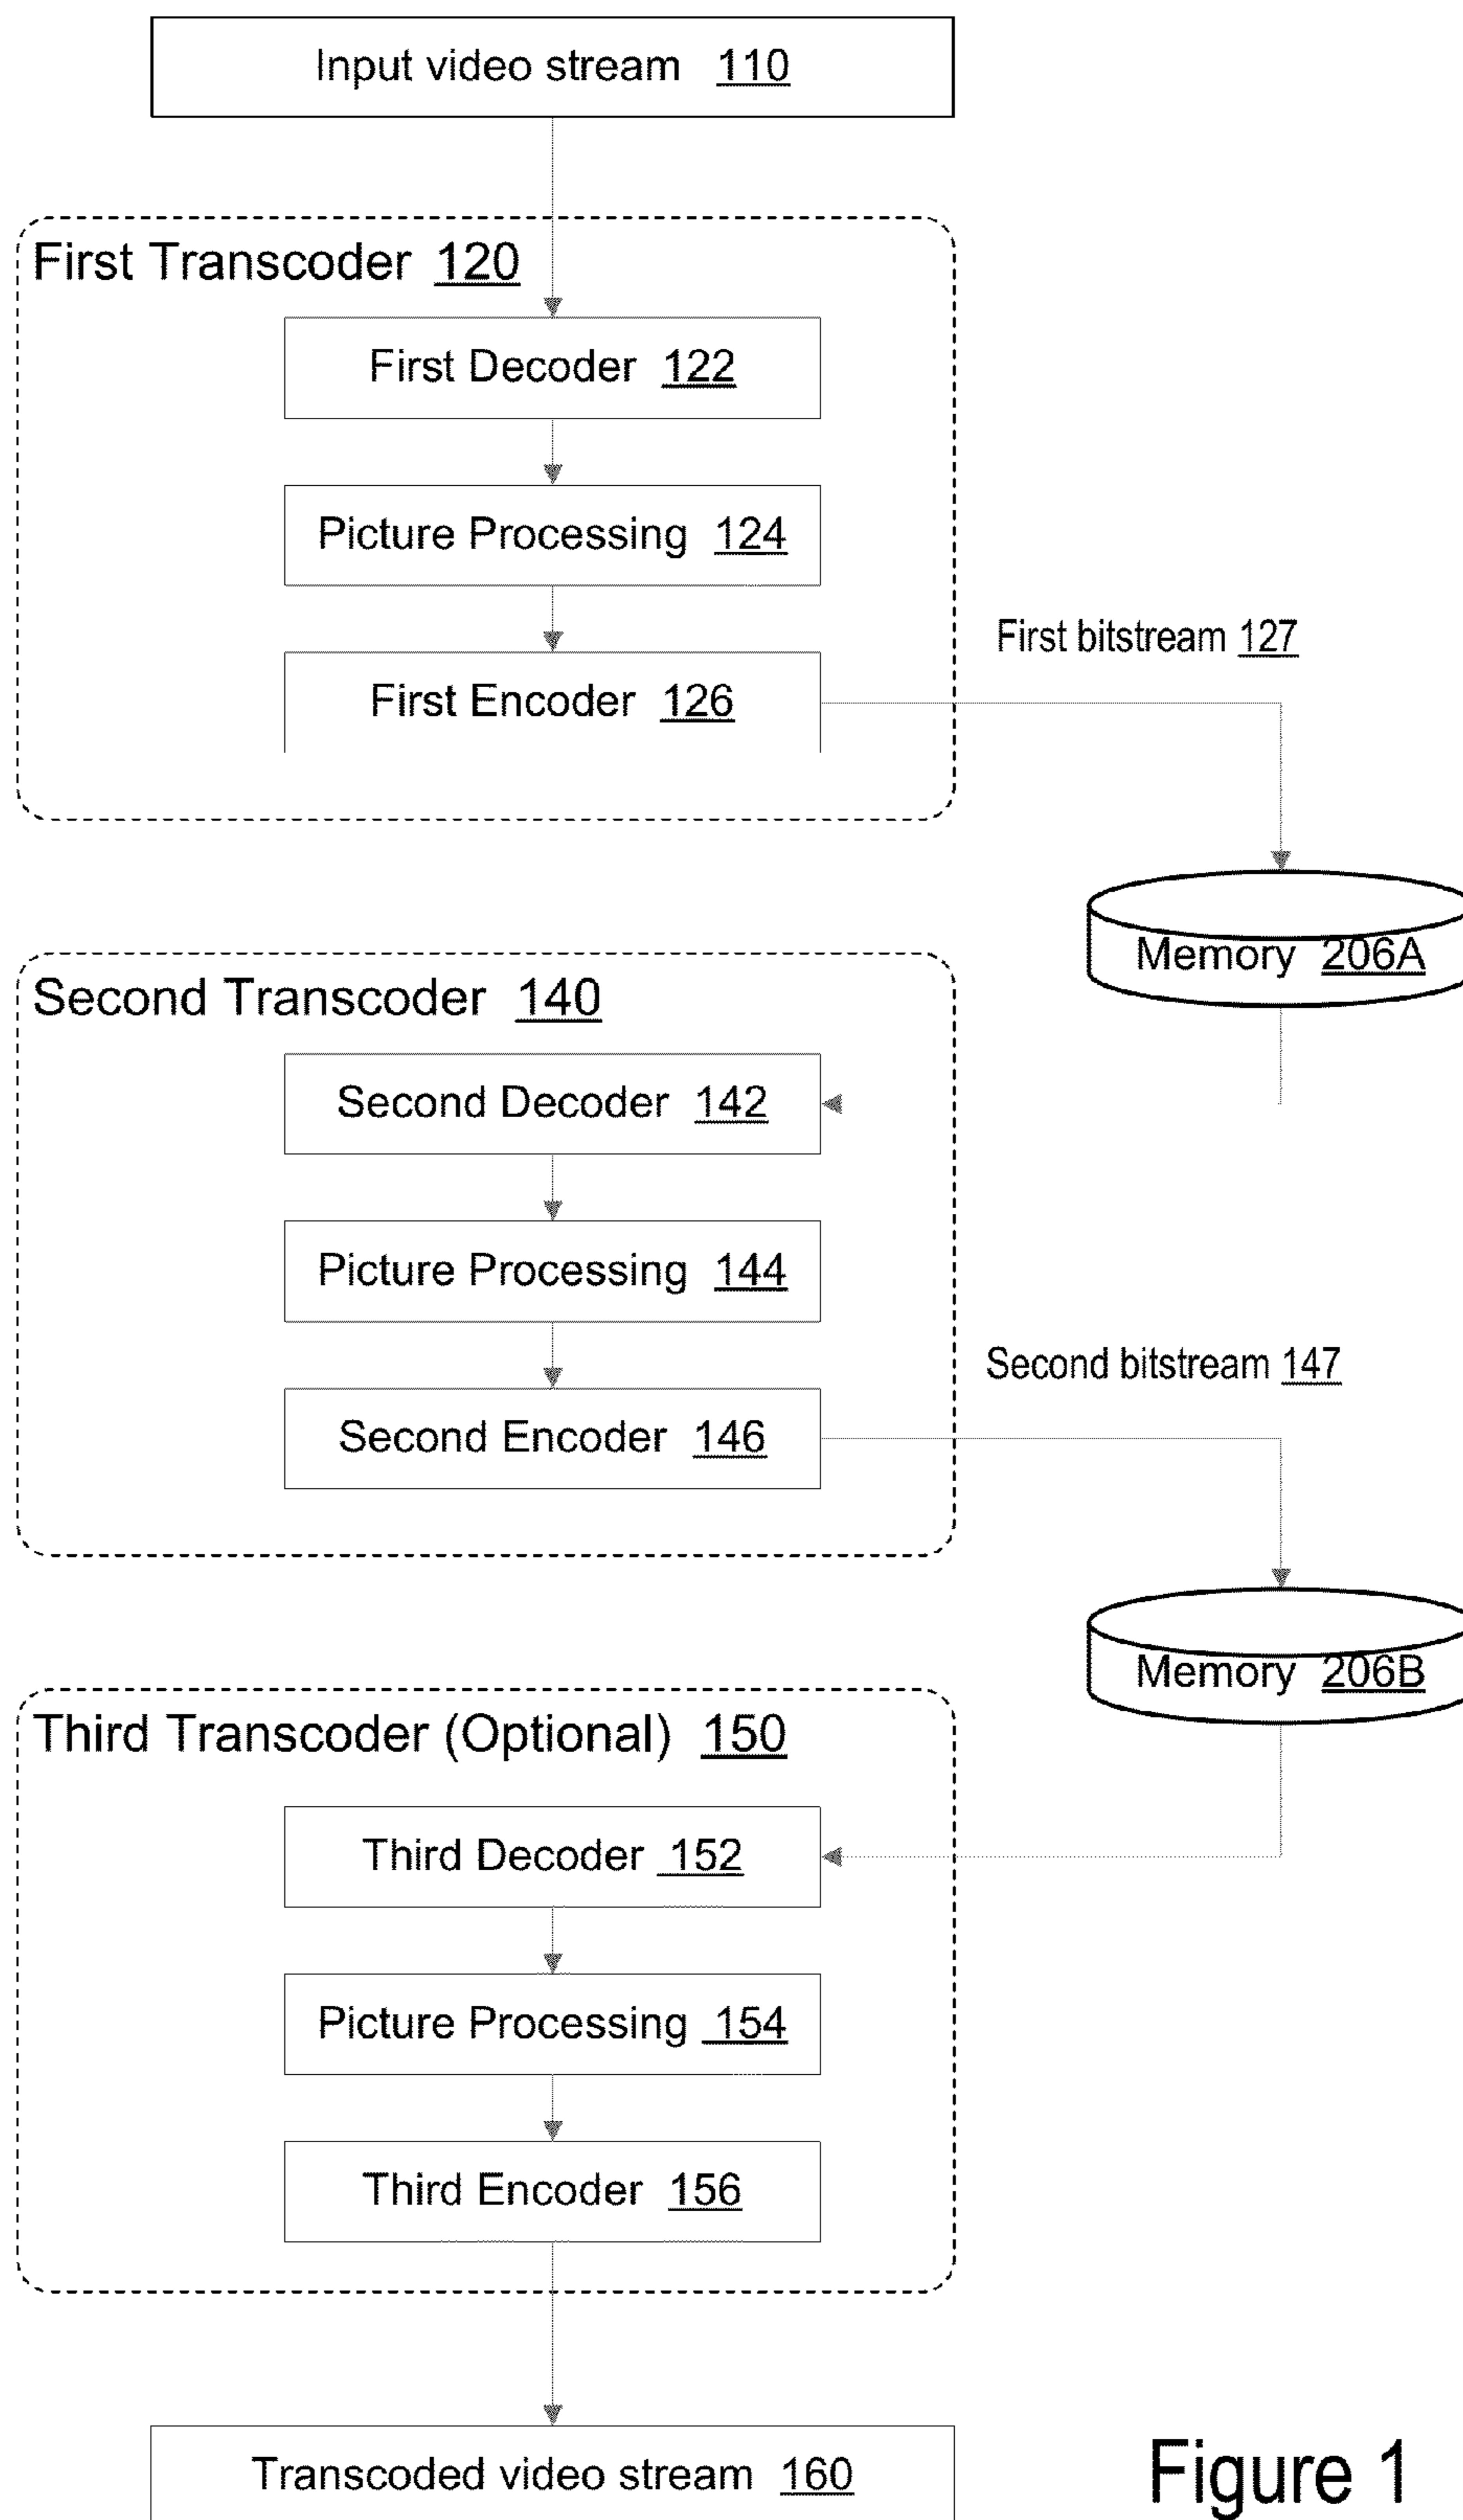 Input video stream 110
First Transcoder 120
First Decoder 122
Picture Processing 124
First bitstream 127
First Encoder 126
Memory 206A
Second Transcoder 140
Second Decoder 142
Picture Processing 144
Second bitstream 147
Second Encoder 146
Memory 206B
Third Transcoder (Optional) 150
Third Decoder 152
Picture Processing 154
Third Encoder 156
Transcoded video stream 160
Figure 1